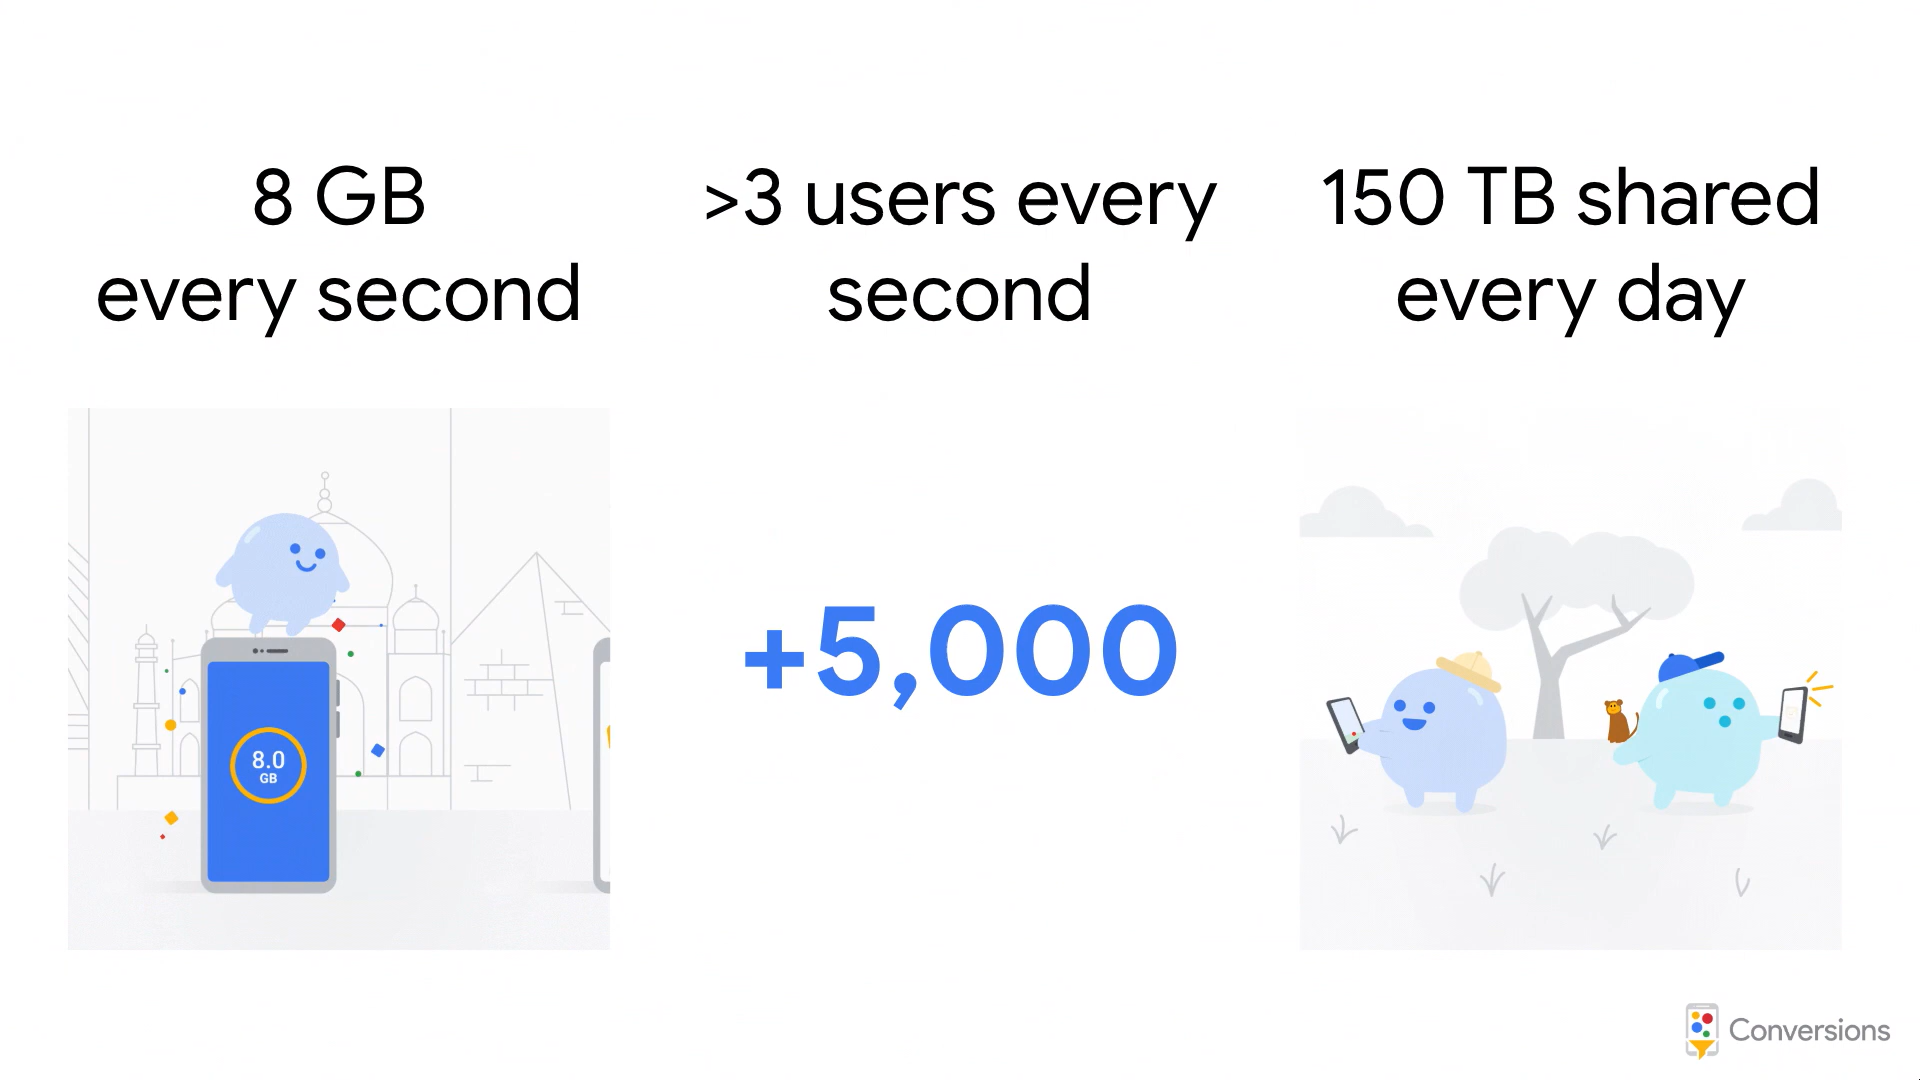 8 GB
every second
>3 users every
second
150 TB shared
every day
8.0
GB
+5,000
Conversions